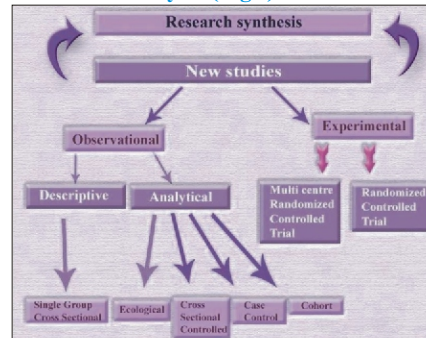 Research synthesis
New studies
Observational
Experimental
Descriptive
Analytical
Multi centre
Randomized
Controlled
Trial
Randomized
Controlled
Trial
Single Group
Cross Sectional
Ecological
Cross
Sectional
Controlled
Case
Control
Cohort